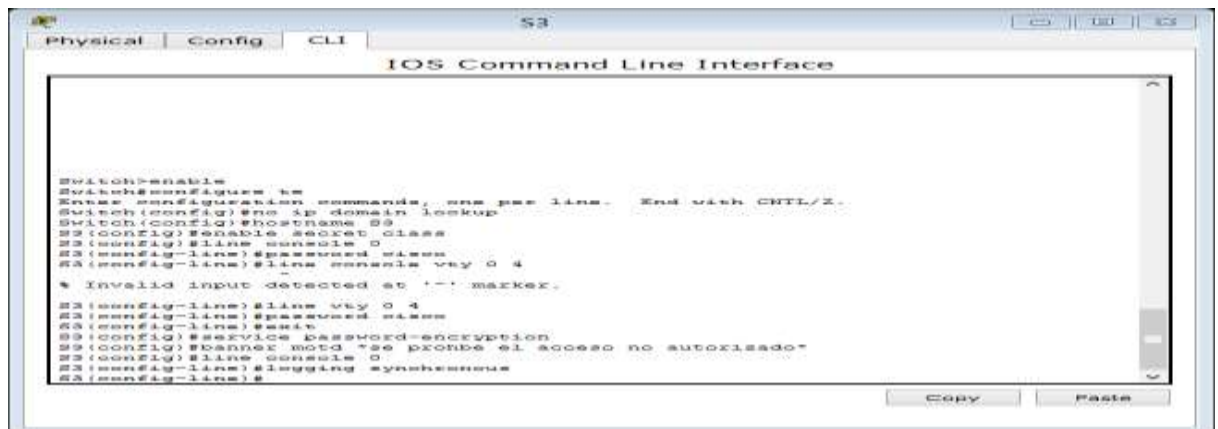 S3
Physical Config CLI
IOS Command Line Interface
Switch>enable
Switch#configure te
Enter configuration commands, one per line. End with CNTL/Z.
Switch(config)#no ip domain lookup
Switch(config)#hostname S3
S3(config)#enable secret class
S3(config)#line console 0
S3(config-line)#password cisco
S3(config-line)#line console vty 0 4
^
% Invalid input detected at '^' marker.
S3(config-line)#line vty 0 4
S3(config-line)#password cisco
S3(config-line)#exit
S3(config)#service password-encryption
S3(config)#banner motd "se prohbe el acceso no autorizado"
S3(config)#line console 0
S3(config-line)#logging synchronous
S3(config-line)#
Copy Paste